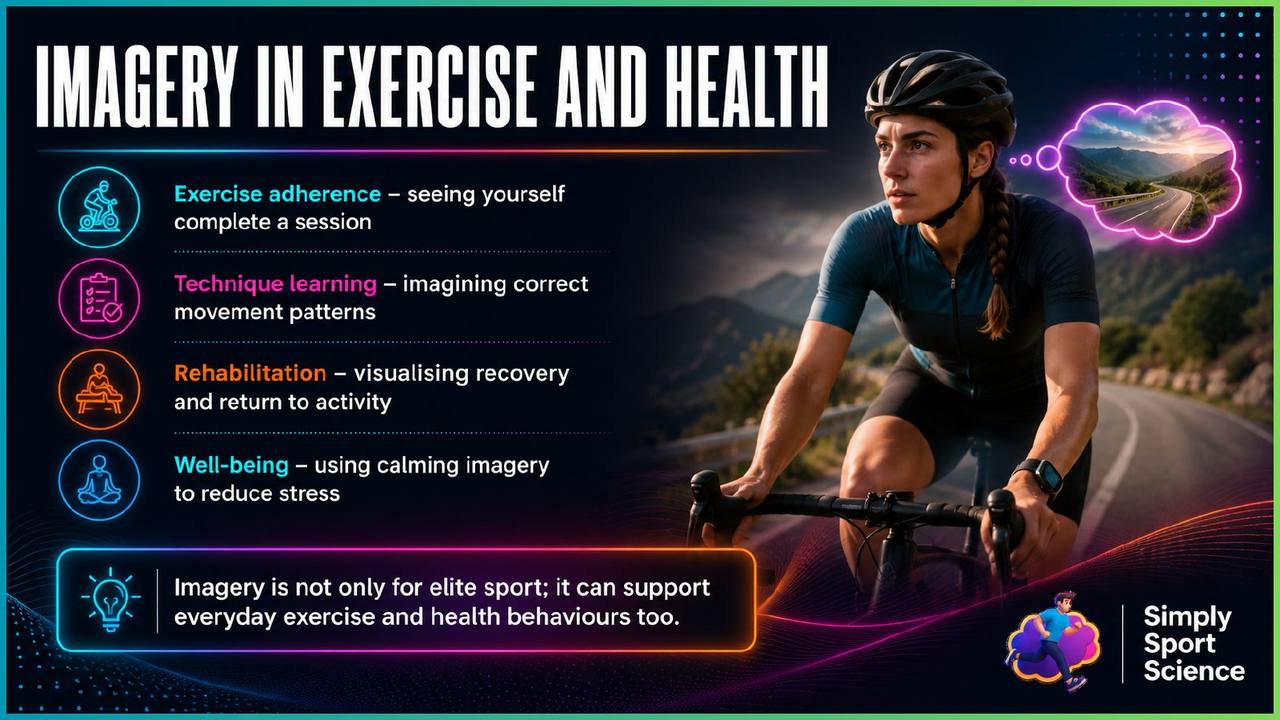 IMAGERY IN EXERCISE AND HEALTH
Exercise adherence – seeing yourself
complete a session
Technique learning – imagining correct
movement patterns
Rehabilitation – visualising recovery
and return to activity
Well-being – using calming imagery
to reduce stress
Imagery is not only for elite sport; it can support
everyday exercise and health behaviours too.
Simply
Sport
Science